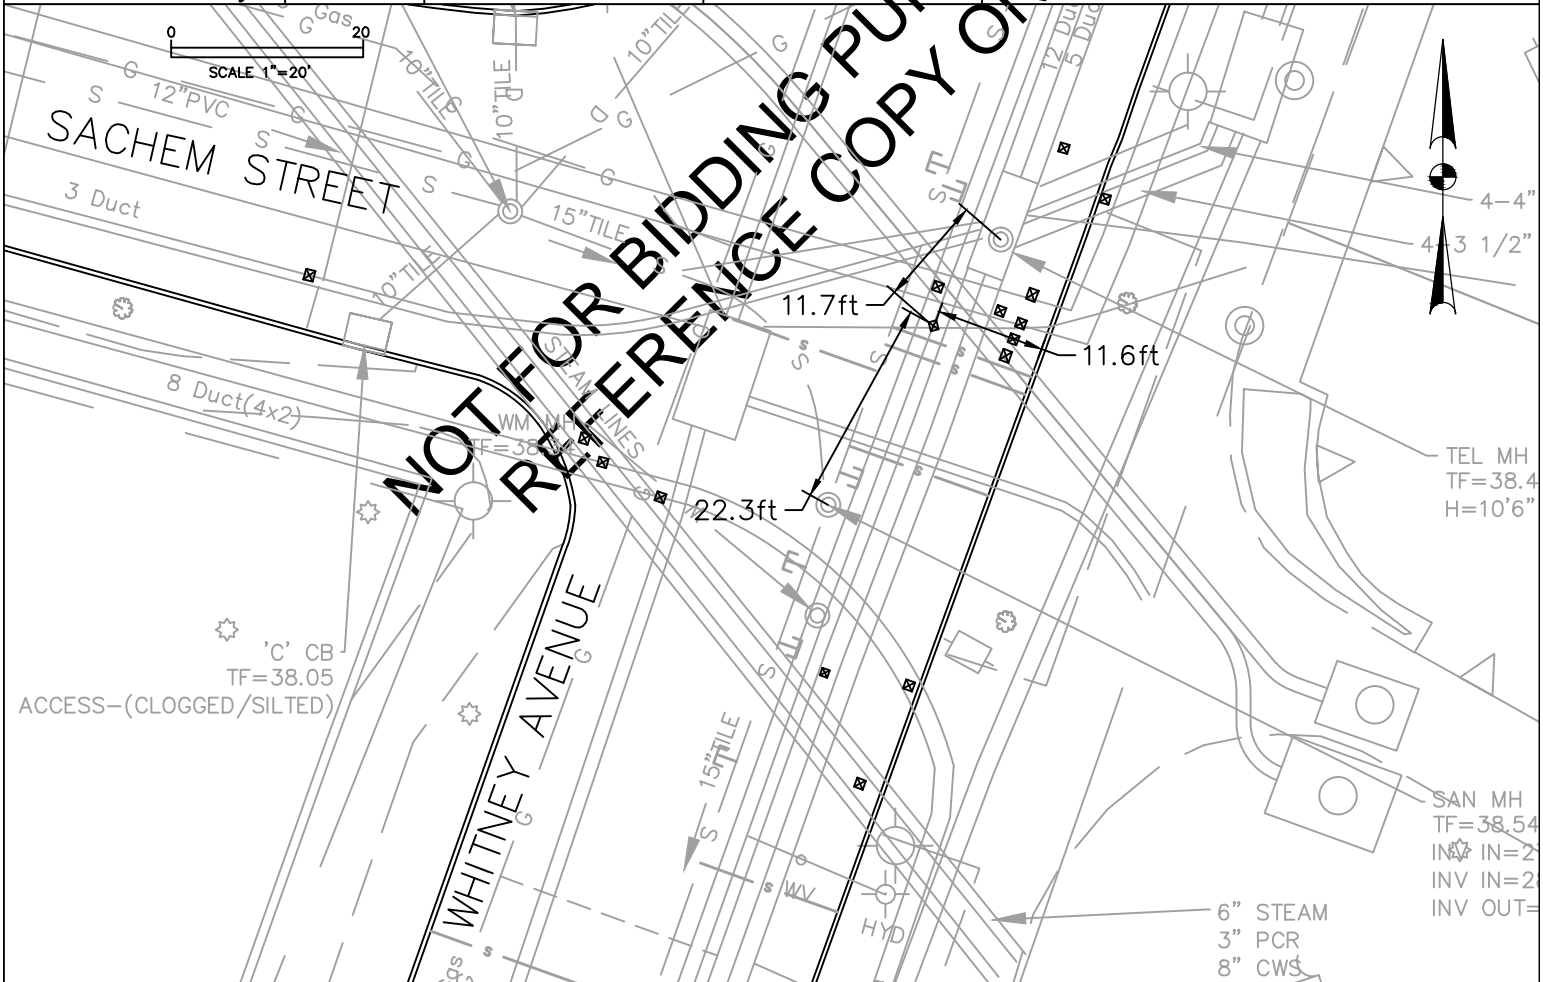 Gas
G
0 20
SCALE 1"=20'
10"TILE
10"TILE
10"TILE
12 Duct
5 Duct
S
G
G
D
D G
12"PVC
S
S
G
G
G
G
S
SACHEM STREET
3 Duct
15"TILE
S
NOT FOR BIDDING PUR
REFERENCE COPY ON
4-4"
4-3 1/2"
11.7ft
11.6ft
S
S
S
S
S
STEAM LINES
8 Duct(4x2)
WM MH
TEL MH
TF=38.4
H=10'6"
22.3ft
G
S
'C' CB
TF=38.05
ACCESS-(CLOGGED/SILTED)
WHITNEY AVENUE
G
S
15"TILE
G
S
SAN MH
TF=38.54
INV IN=2
INV IN=28
INV OUT=
S
WV
HYD
6" STEAM
3" PCR
8" CWS
S
Gas